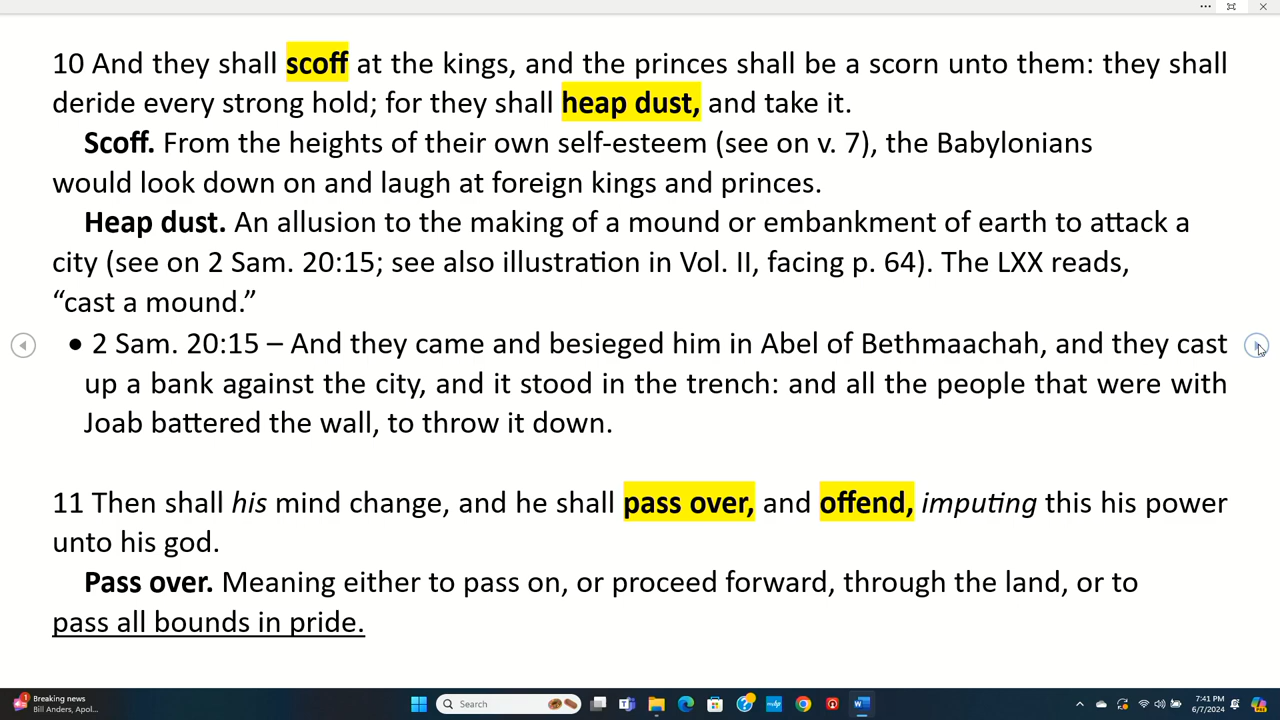 10 And they shall scoff at the kings, and the princes shall be a scorn unto them: they shall
deride every strong hold; for they shall heap dust, and take it.
Scoff. From the heights of their own self-esteem (see on v. 7), the Babylonians
would look down on and laugh at foreign kings and princes.
Heap dust. An allusion to the making of a mound or embankment of earth to attack a
city (see on 2 Sam. 20:15; see also illustration in Vol. II, facing p. 64). The LXX reads,
“cast a mound.”
• 2 Sam. 20:15 – And they came and besieged him in Abel of Bethmaachah, and they cast
up a bank against the city, and it stood in the trench: and all the people that were with
Joab battered the wall, to throw it down.
11 Then shall his mind change, and he shall pass over, and offend, imputing this his power
unto his god.
Pass over. Meaning either to pass on, or proceed forward, through the land, or to
pass all bounds in pride.
1
Breaking news
Bill Anders, Apol...
Search
7:41 PM
6/7/2024